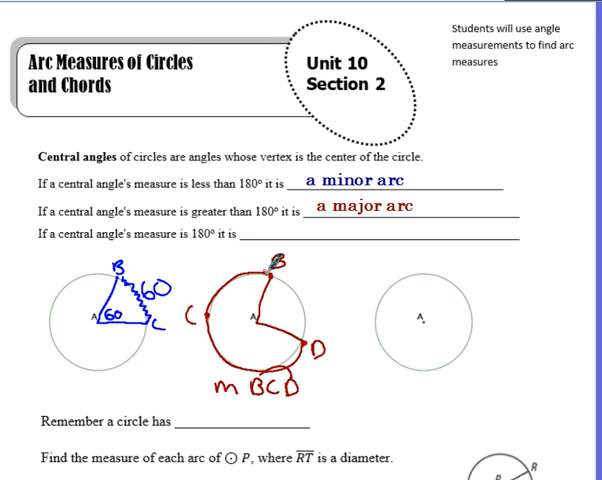 Students will use angle
measurements to find arc
measures
Arc Measures of Circles
and Chords
Unit 10
Section 2
Central angles of circles are angles whose vertex is the center of the circle.
If a central angle's measure is less than 180° it is a minor arc
If a central angle's measure is greater than 180° it is a major arc
If a central angle's measure is 180° it is
B
60
A 60 C
B
C A
D
m BCD
A
Remember a circle has
Find the measure of each arc of ⊙ P, where R͞T͞ is a diameter.
R
P